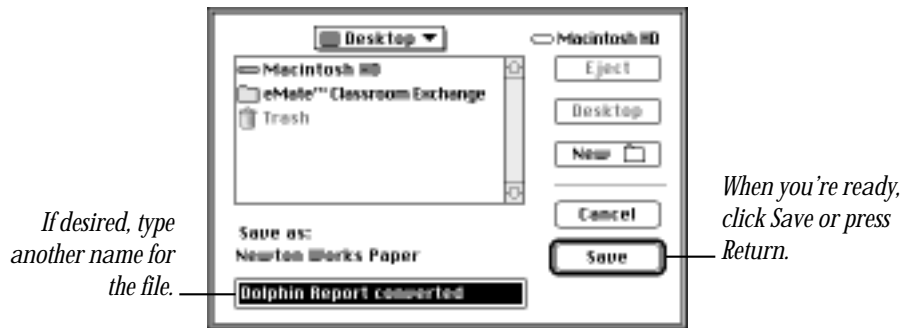 Desktop
Macintosh HD
Macintosh HD
eMate™ Classroom Exchange
Trash
Eject
Desktop
New
Cancel
Save
Save as:
Newton Works Paper
Dolphin Report converted
If desired, type
another name for
the file.
When you're ready,
click Save or press
Return.